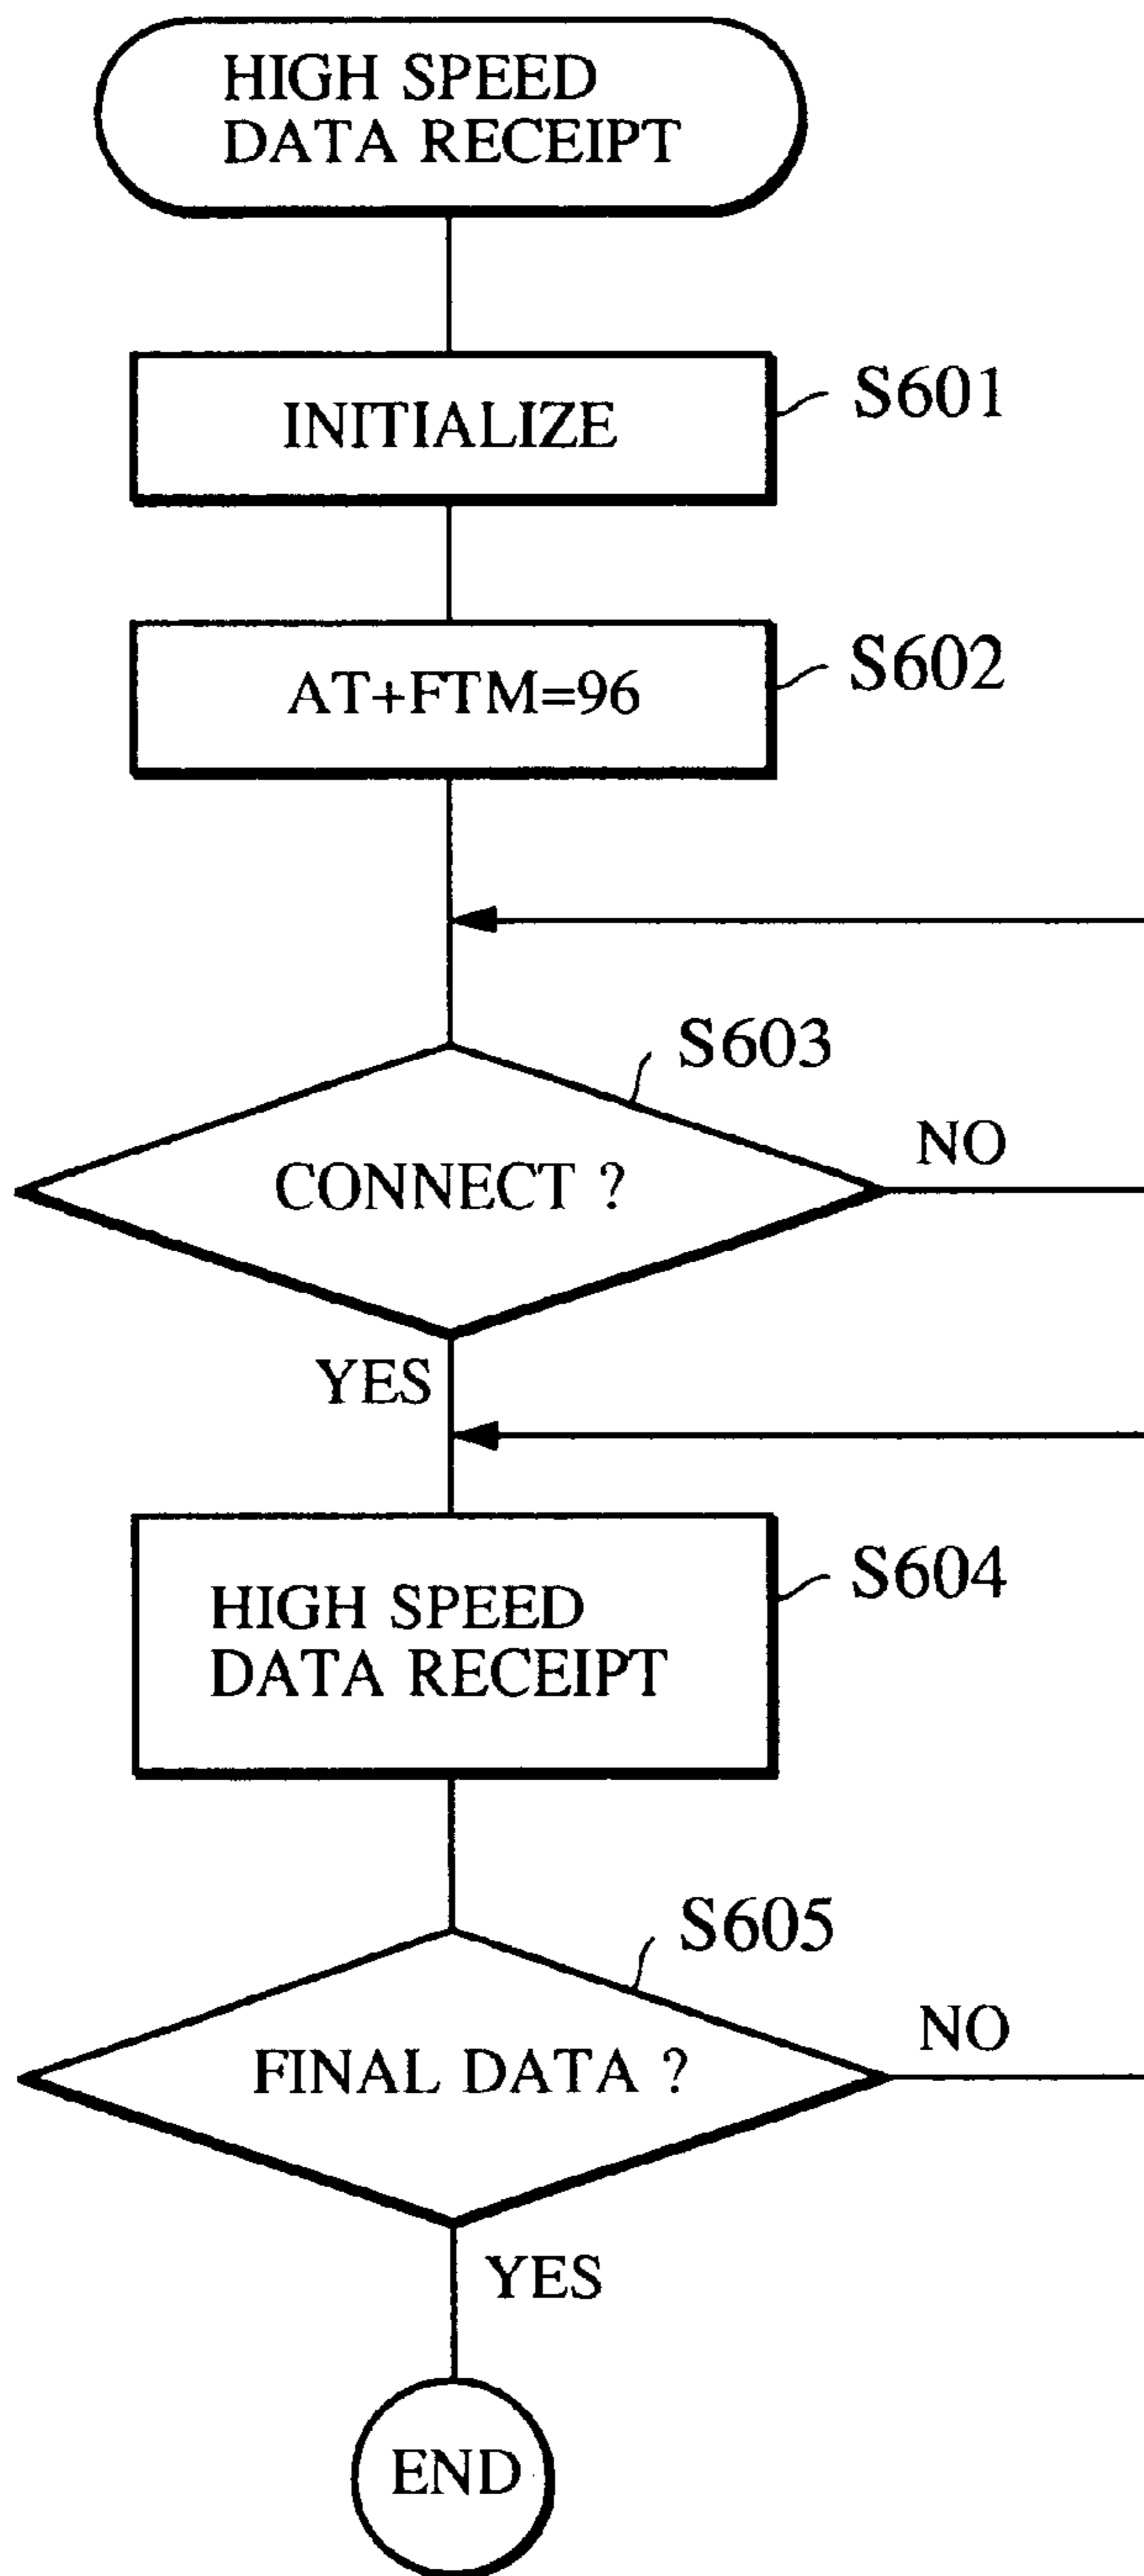 HIGH SPEED
DATA RECEIPT
INITIALIZE
S601
AT+FTM=96
S602
S603
CONNECT ?
NO
YES
HIGH SPEED
DATA RECEIPT
S604
S605
FINAL DATA ?
NO
YES
END